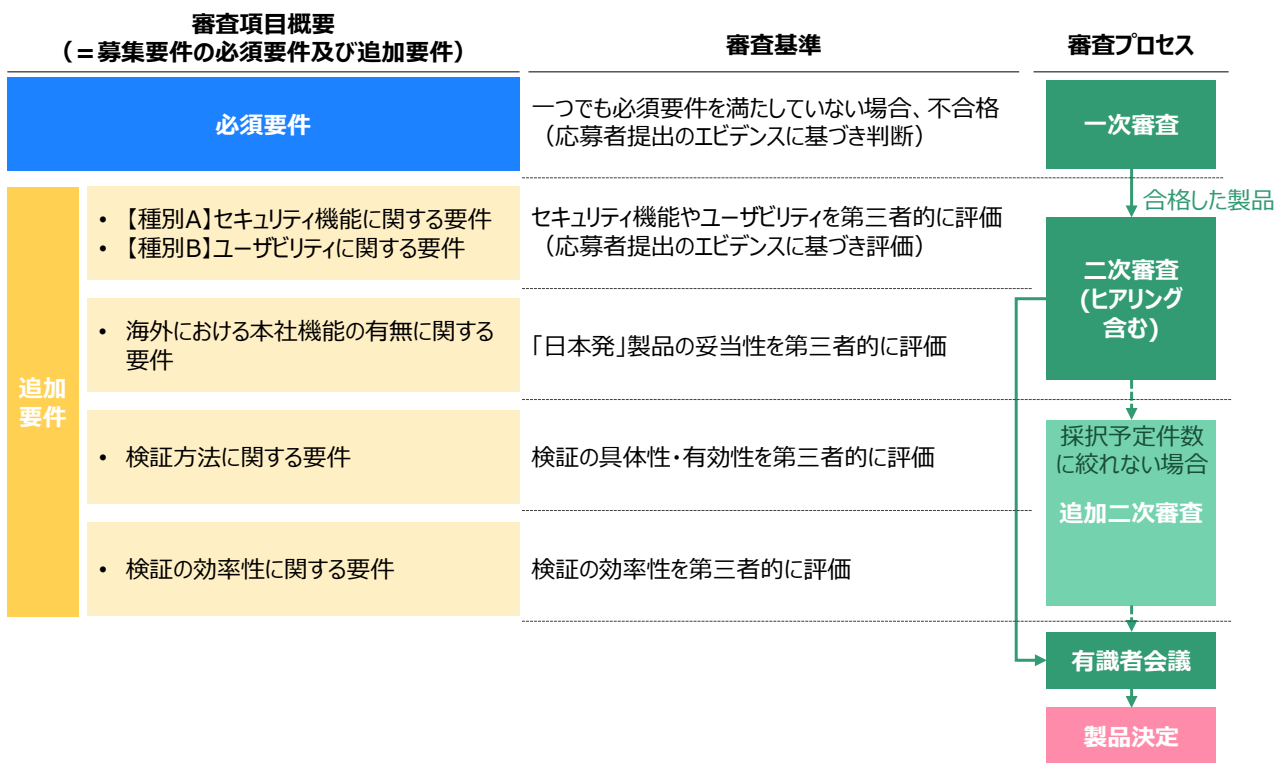 審査項目概要
（＝募集要件の必須要件及び追加要件）
審査基準
審査プロセス
必須要件
一つでも必須要件を満たしていない場合、不合格
（応募者提出のエビデンスに基づき判断）
一次審査
合格した製品
追加
要件
• 【種別A】セキュリティ機能に関する要件
• 【種別B】ユーザビリティに関する要件
セキュリティ機能やユーザビリティを第三者的に評価
（応募者提出のエビデンスに基づき評価）
二次審査
(ヒアリング
含む)
• 海外における本社機能の有無に関する
要件
「日本発」製品の妥当性を第三者的に評価
• 検証方法に関する要件
検証の具体性・有効性を第三者的に評価
採択予定件数
に絞れない場合
追加二次審査
• 検証の効率性に関する要件
検証の効率性を第三者的に評価
有識者会議
製品決定